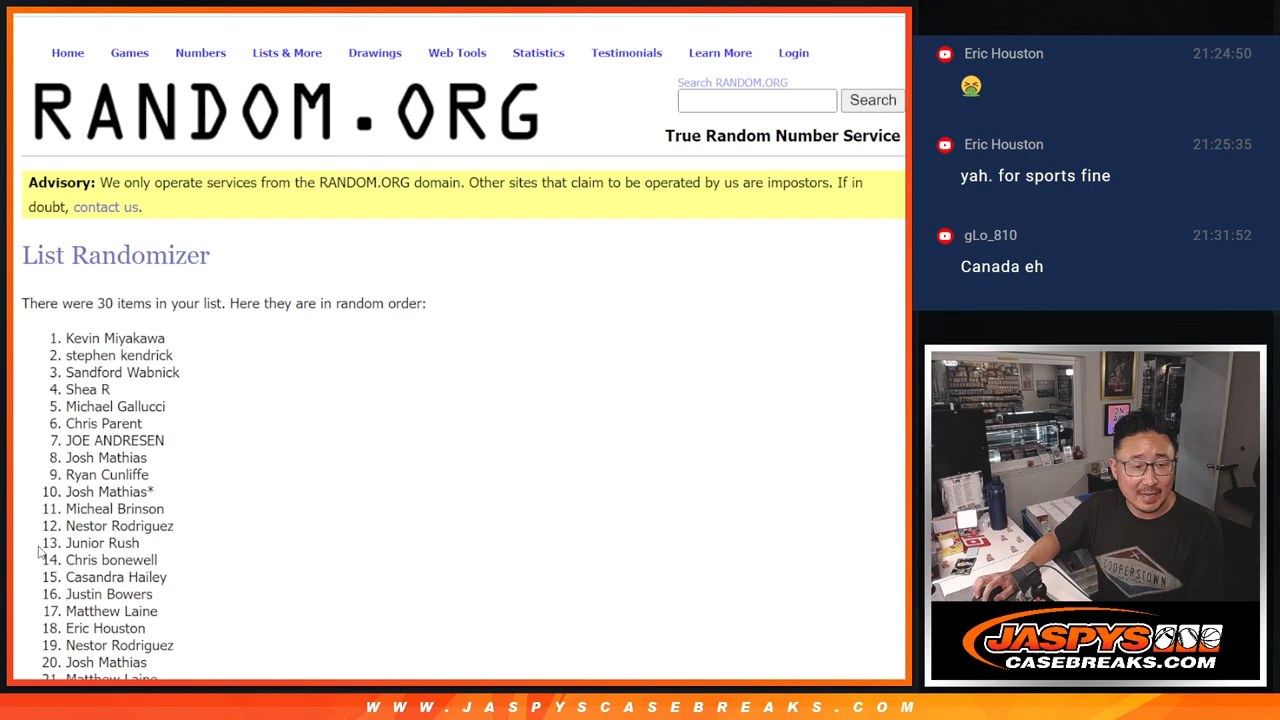 Home Games Numbers Lists & More Drawings Web Tools Statistics Testimonials Learn More Login
RANDOM.ORG
Search RANDOM.ORG
Search
True Random Number Service
Advisory: We only operate services from the RANDOM.ORG domain. Other sites that claim to be operated by us are impostors. If in
doubt, contact us.
List Randomizer
There were 30 items in your list. Here they are in random order:
1. Kevin Miyakawa
2. stephen kendrick
3. Sandford Wabnick
4. Shea R
5. Michael Gallucci
6. Chris Parent
7. JOE ANDRESEN
8. Josh Mathias
9. Ryan Cunliffe
10. Josh Mathias*
11. Micheal Brinson
12. Nestor Rodriguez
13. Junior Rush
14. Chris bonewell
15. Casandra Hailey
16. Justin Bowers
17. Matthew Laine
18. Eric Houston
19. Nestor Rodriguez
20. Josh Mathias
21. Matthew Laine
Eric Houston 21:24:50
🤮
Eric Houston 21:25:35
yah. for sports fine
gLo_810 21:31:52
Canada eh
COOPERSTOWN
JASPYS
CASEBREAKS.COM
WWW.JASPYSCASEBREAKS.COM